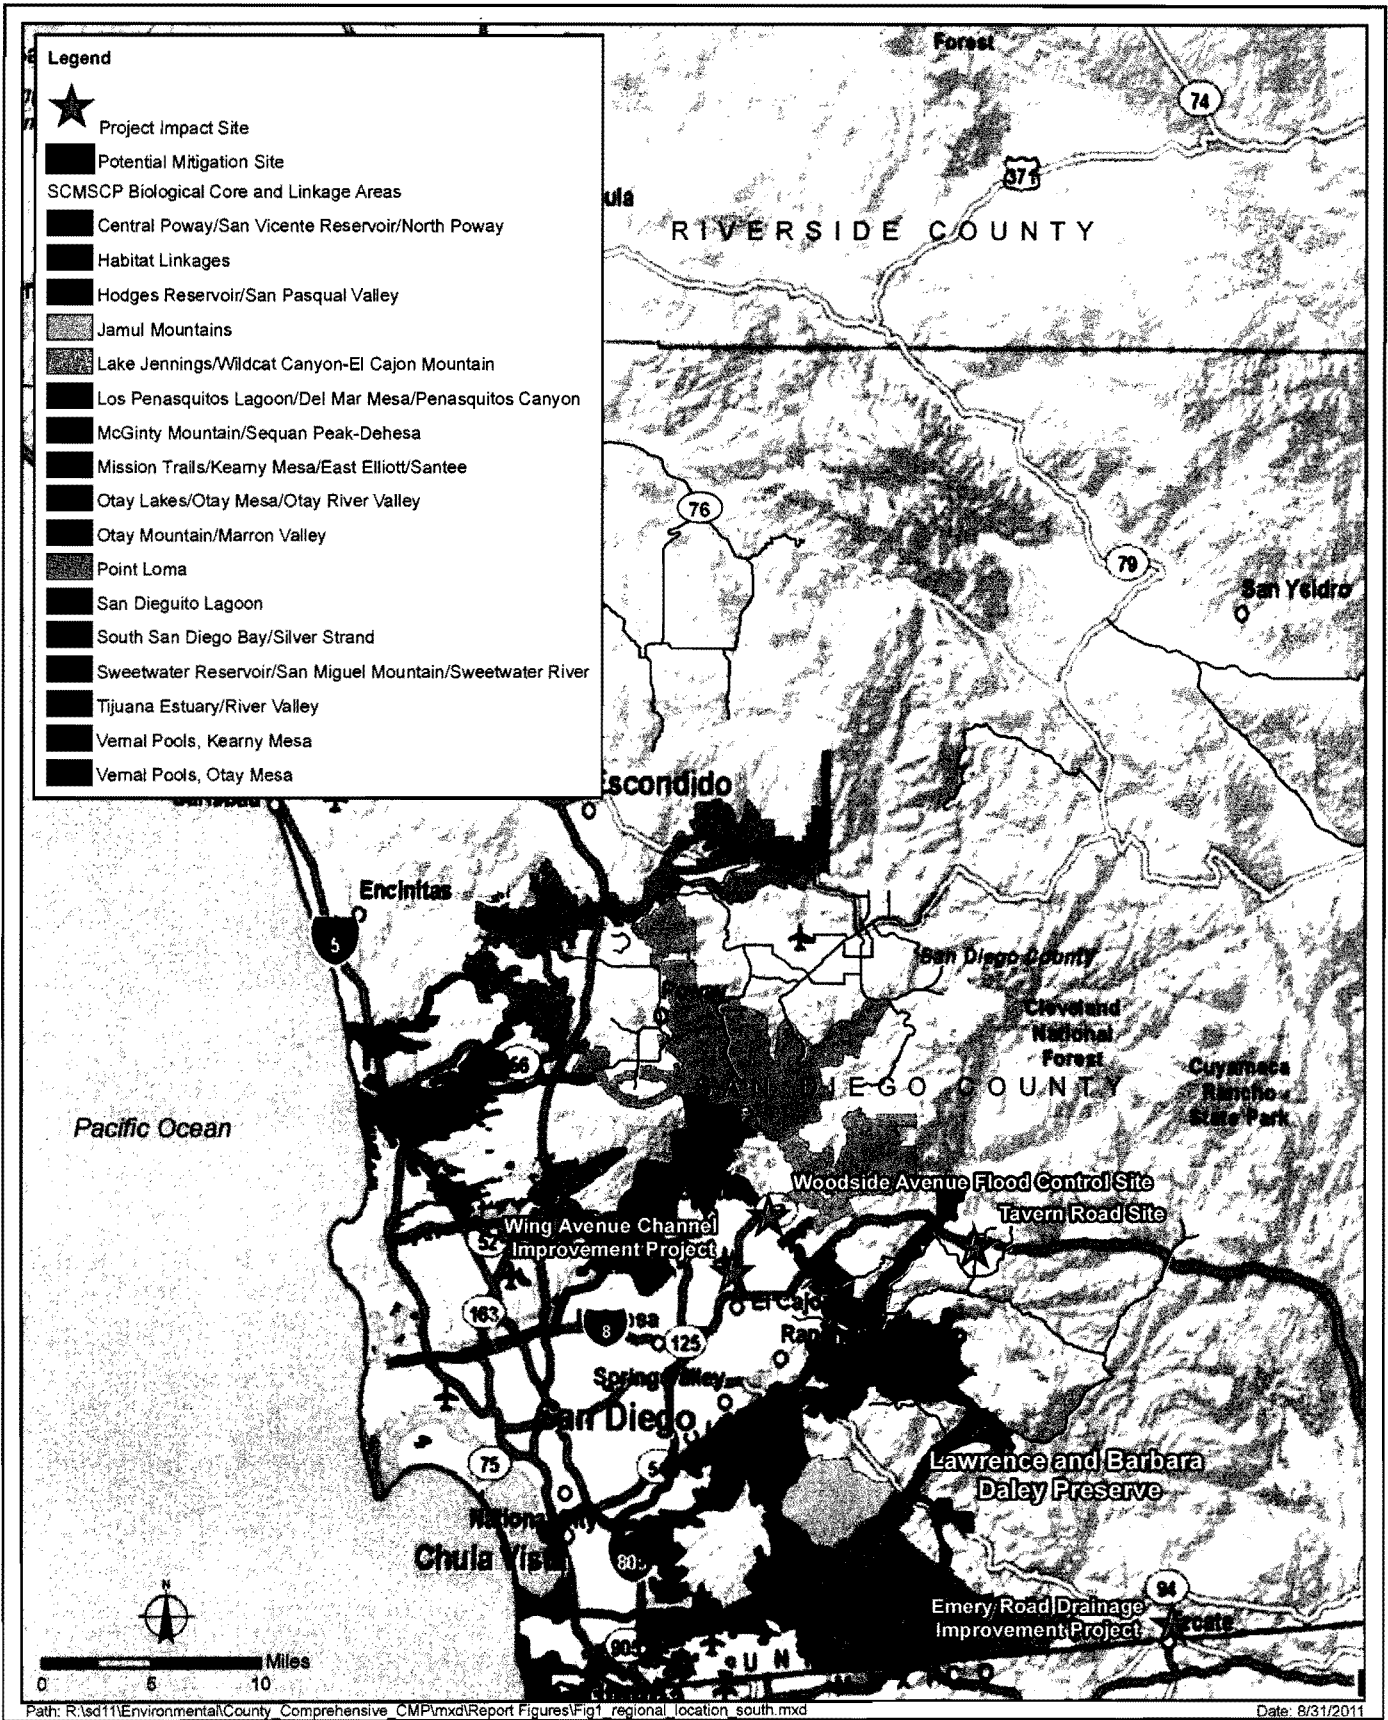 Legend
Project Impact Site
Potential Mitigation Site
SCMSCP Biological Core and Linkage Areas
Central Poway/San Vicente Reservoir/North Poway
Habitat Linkages
Hodges Reservoir/San Pasqual Valley
Jamul Mountains
Lake Jennings/Wildcat Canyon-El Cajon Mountain
Los Penasquitos Lagoon/Del Mar Mesa/Penasquitos Canyon
McGinty Mountain/Sequan Peak-Dehesa
Mission Trails/Kearny Mesa/East Elliott/Santee
Otay Lakes/Otay Mesa/Otay River Valley
Otay Mountain/Marron Valley
Point Loma
San Dieguito Lagoon
South San Diego Bay/Silver Strand
Sweetwater Reservoir/San Miguel Mountain/Sweetwater River
Tijuana Estuary/River Valley
Vernal Pools, Kearny Mesa
Vernal Pools, Otay Mesa
Forest
74
371
ula
RIVERSIDE COUNTY
76
79
San Ysidro
Escondido
Encinitas
5
San Diego County
Cleveland
National
Forest
56
SAN DIEGO COUNTY
Cuyamaca
Rancho
State Park
Pacific Ocean
Woodside Avenue Flood Control Site
Tavern Road Site
Wing Avenue Channel
Improvement Project
52
163
El Cajo
8
125
Spring Valley
San Diego
75
54
Lawrence and Barbara
Daley Preserve
National City
Chula Vista
805
94
Emery Road Drainage
Improvement Project
905
N
Miles
0 5 10
Path: R:\sd11\Environmental\County_Comprehensive_CMP\mxd\Report Figures\Fig1_regional_location_south.mxd
Date: 8/31/2011